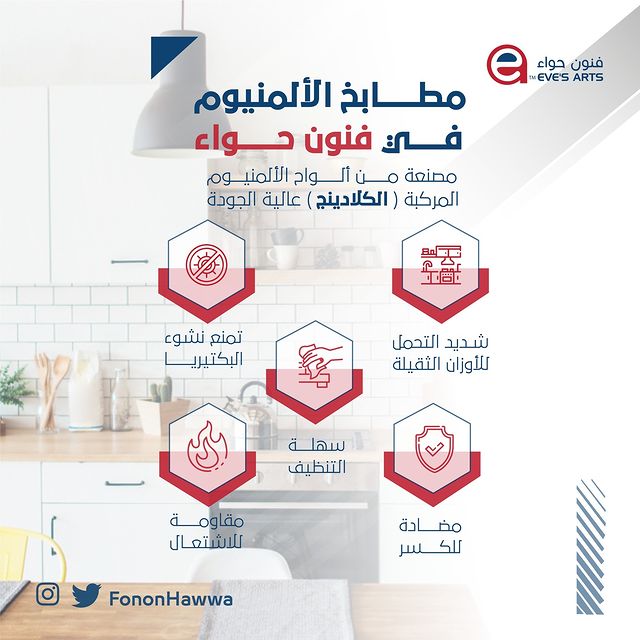 فنون حواء
EVE'S ARTS
TM
مطابخ الألمنيوم
في فنون حواء
مصنعة من ألواح الألمنيوم
المركبة ( الكلادينج ) عالية الجودة
شديد التحمل
للأوزان الثقيلة
تمنع نشوء
البكتيريا
سهلة
التنظيف
مضادة
للكسر
مقاومة
للاشتعال
FononHawwa